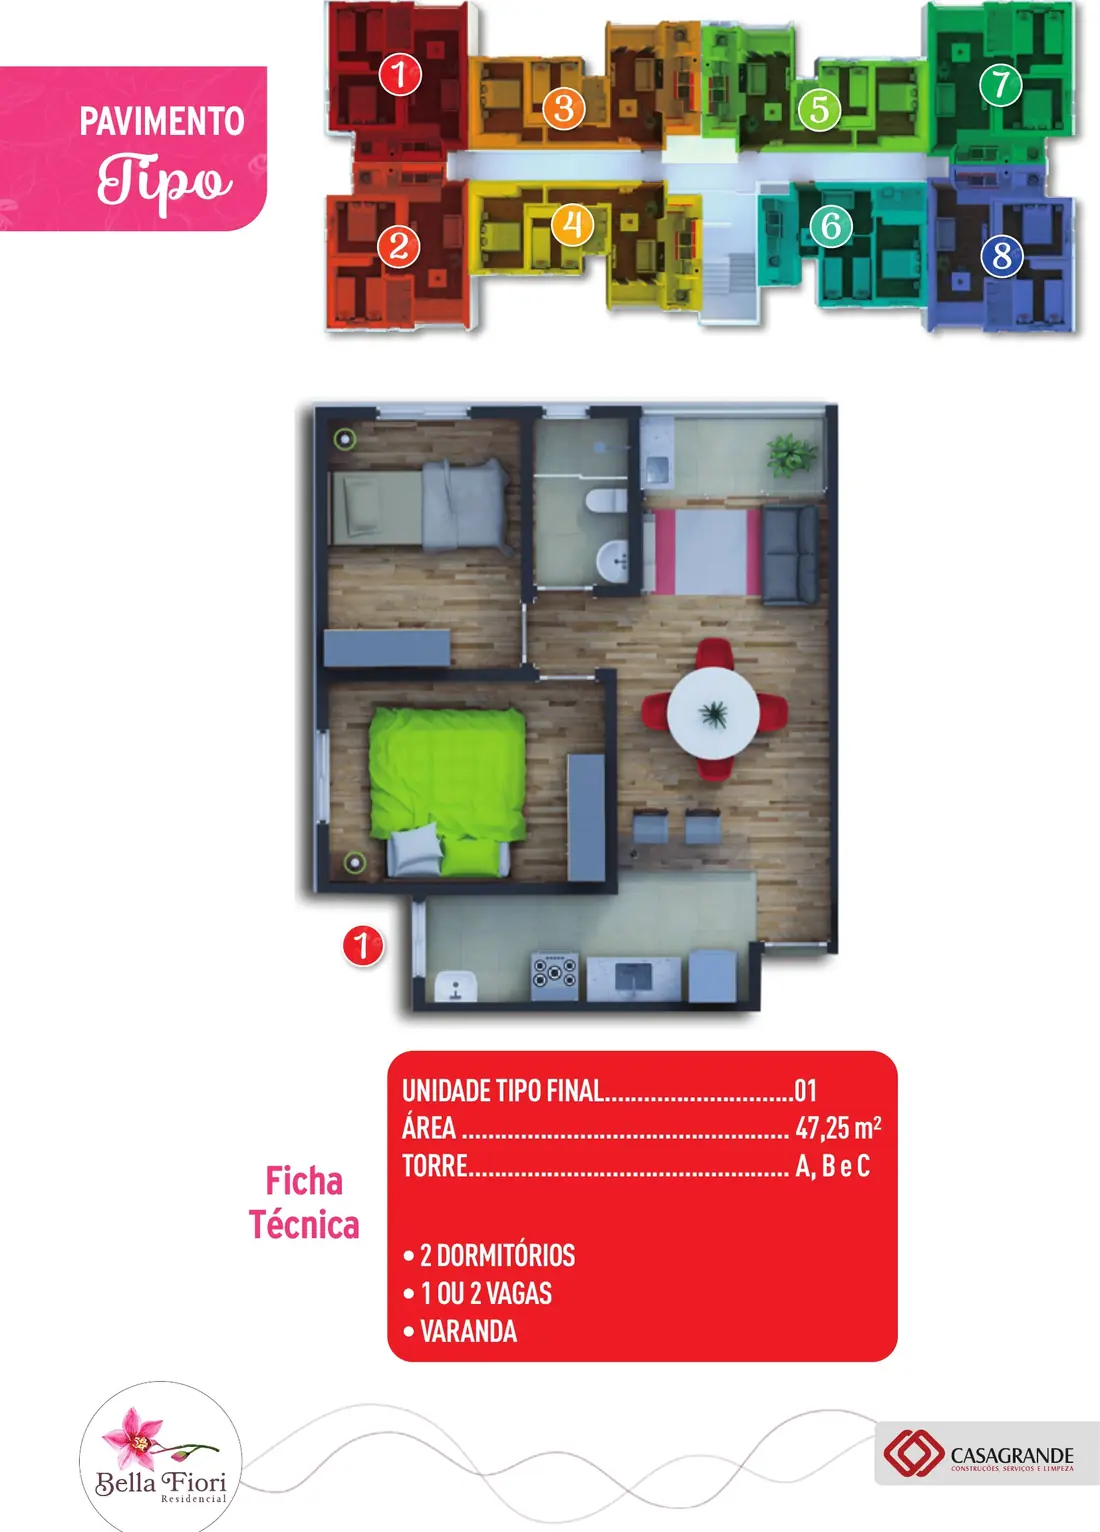 PAVIMENTO
Tipo
1
3
5
7
2
4
6
8
1
UNIDADE TIPO FINAL.............................01
ÁREA .................................................. 47,25 m²
TORRE................................................. A, B e C
Ficha
Técnica
• 2 DORMITÓRIOS
• 1 OU 2 VAGAS
• VARANDA
Bella Fiori
Residencial
CASAGRANDE
CONSTRUÇÕES, SERVIÇOS E LIMPEZA